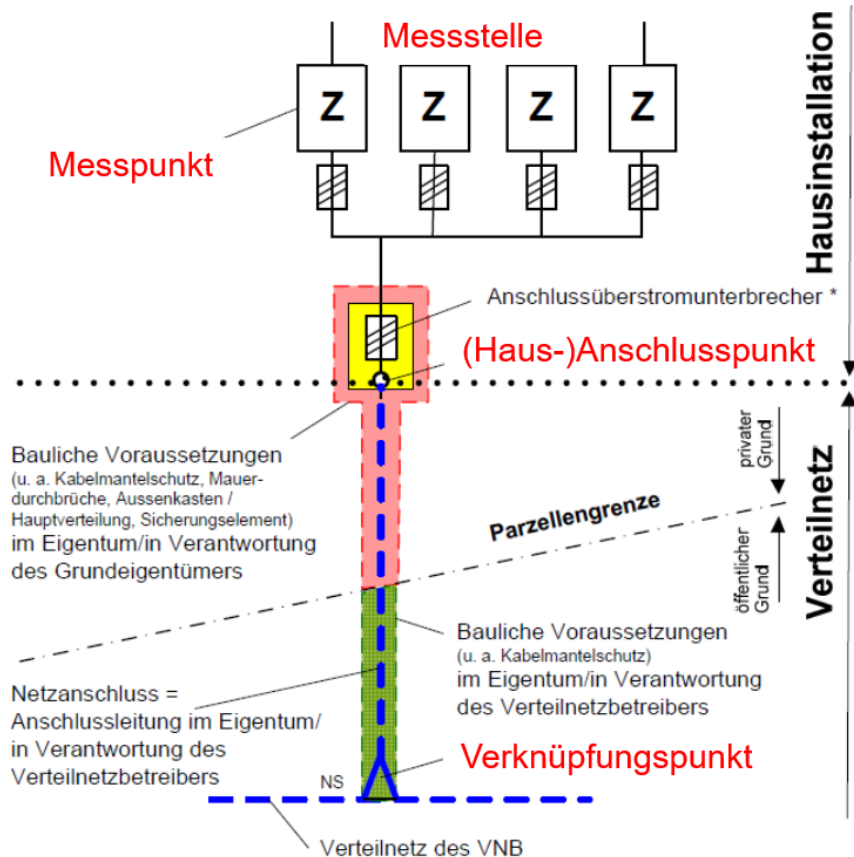 Messstelle
Z Z Z Z
Messpunkt
Hausinstallation
Anschlussüberstromunterbrecher *
(Haus-)Anschlusspunkt
Bauliche Voraussetzungen
(u. a. Kabelmantelschutz, Mauer-
durchbrüche, Aussenkasten /
Hauptverteilung, Sicherungselement)
im Eigentum/in Verantwortung
des Grundeigentümers
privater
Grund
Parzellengrenze
öffentlicher
Grund
Verteilnetz
Bauliche Voraussetzungen
(u. a. Kabelmantelschutz)
im Eigentum/in Verantwortung
des Verteilnetzbetreibers
Netzanschluss =
Anschlussleitung im Eigentum/
in Verantwortung des
Verteilnetzbetreibers
Verknüpfungspunkt
NS
Verteilnetz des VNB